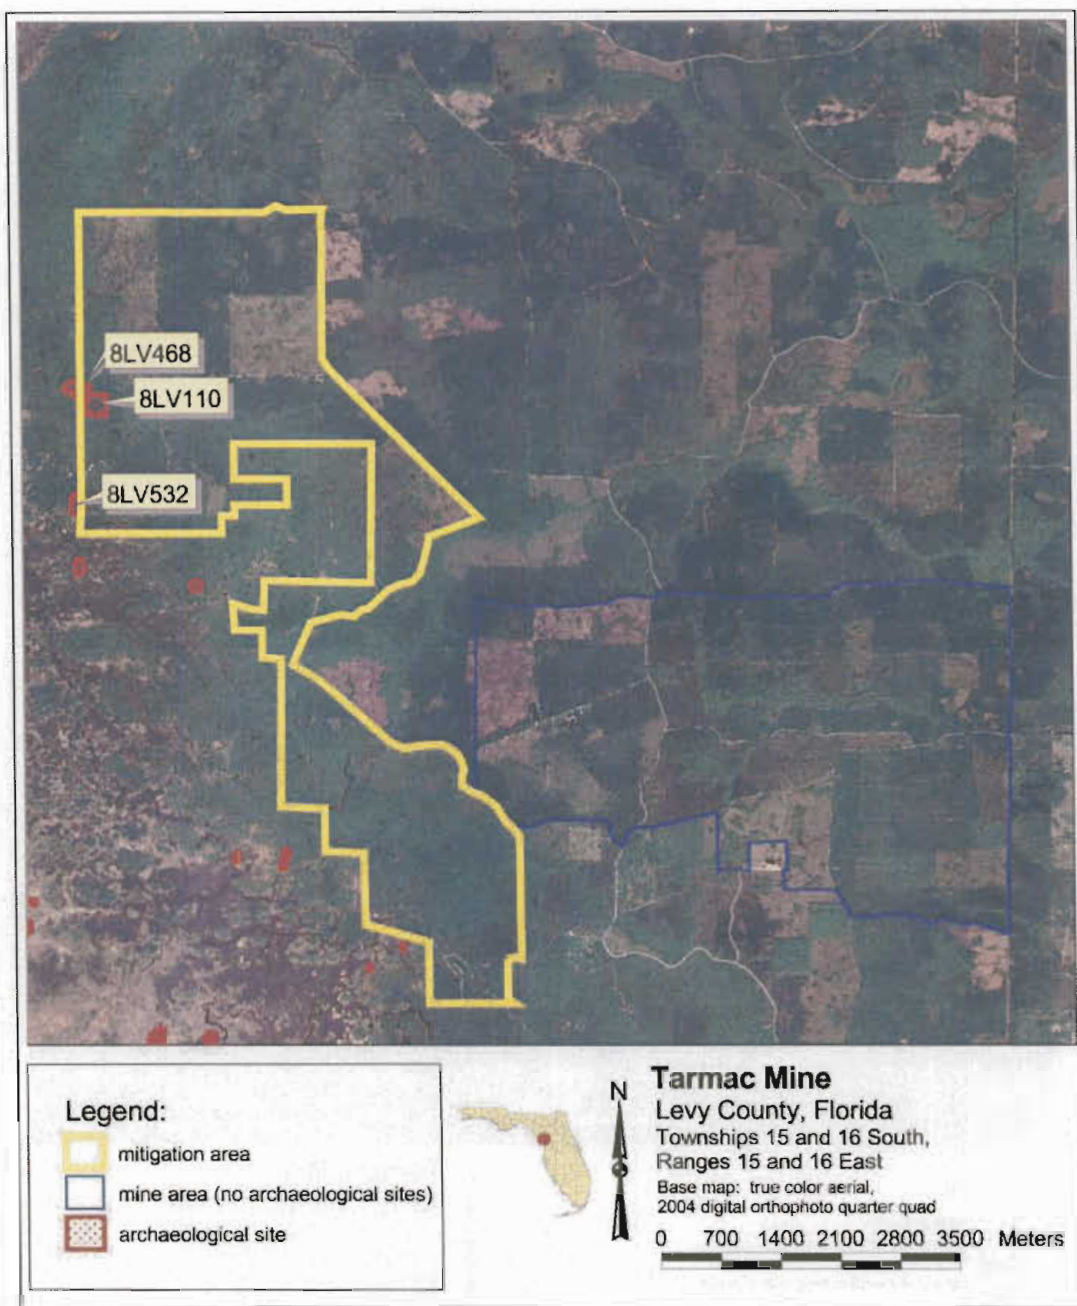 8LV468
8LV110
8LV532
Legend:
mitigation area
mine area (no archaeological sites)
archaeological site
N
Tarmac Mine
Levy County, Florida
Townships 15 and 16 South,
Ranges 15 and 16 East
Base map: true color aerial,
2004 digital orthophoto quarter quad
0 700 1400 2100 2800 3500 Meters